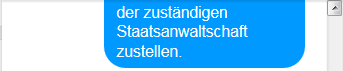 der zuständigen
Staatsanwaltschaft
zustellen.